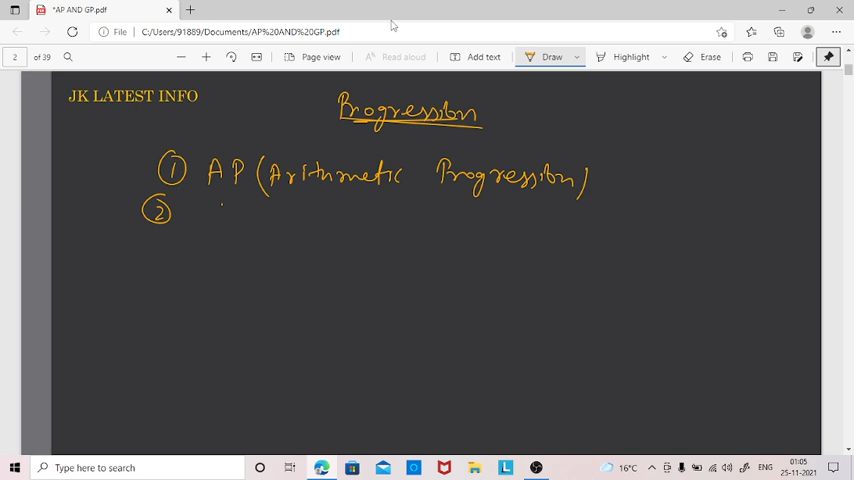 *AP AND GP.pdf
File C:/Users/91889/Documents/AP%20AND%20GP.pdf
2 of 39 Page view Read aloud Add text Draw Highlight Erase
JK LATEST INFO
Progression
1 AP (Arithmetic Progression)
2
Type here to search
L
16°C ENG 01:05
25-11-2021